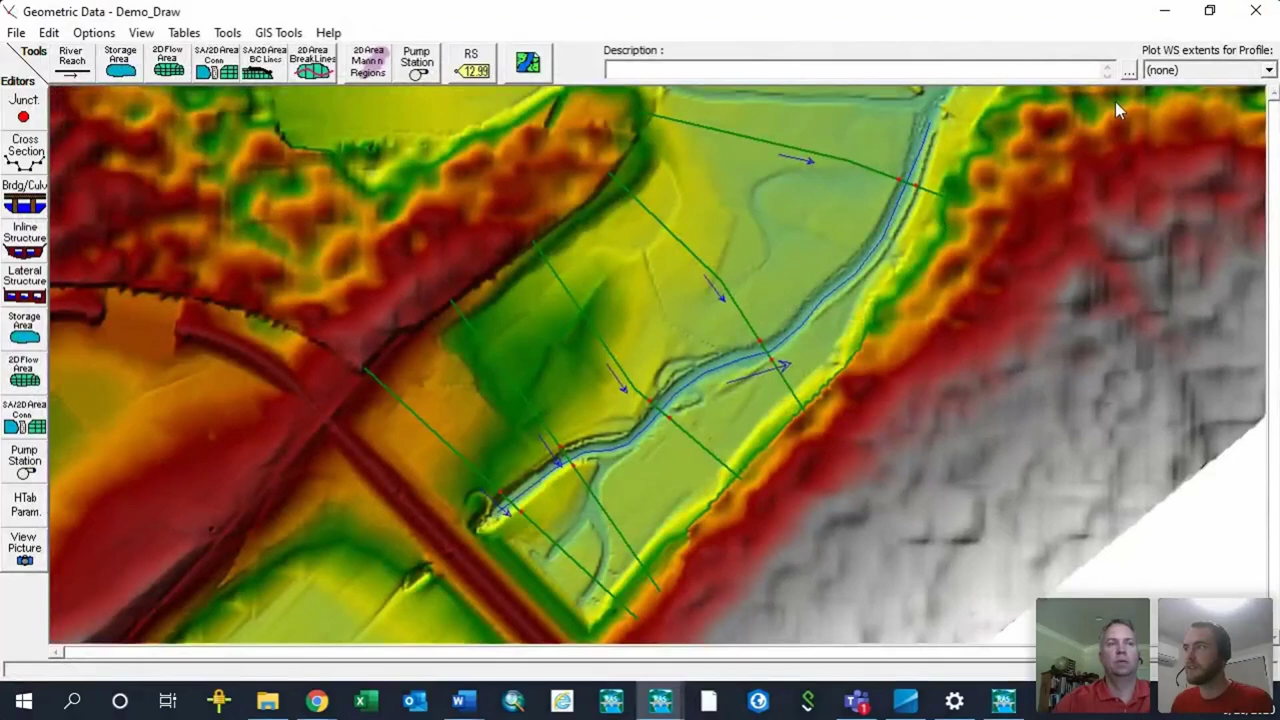 Geometric Data - Demo_Draw
File Edit Options View Tables Tools GIS Tools Help
Tools
Editors
River
Reach
Storage
Area
2D Flow
Area
SA/2D Area
Conn
SA/2D Area
BC Lines
2D Area
BreakLines
2D Area
Mann n
Regions
Pump
Station
RS
12.99
Description :
...
Plot WS extents for Profile:
(none)
Junct.
Cross
Section
Brdg/Culv
Inline
Structure
Lateral
Structure
Storage
Area
2D Flow
Area
SA/2D Area
Conn
Pump
Station
HTab
Param.
View
Picture